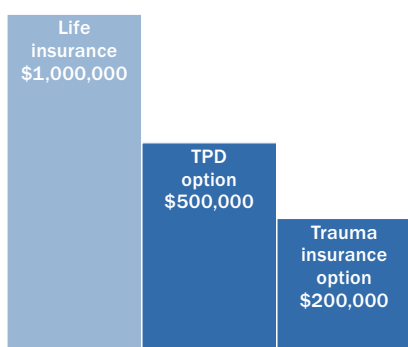 Life
insurance
$1,000,000
TPD
option
$500,000
Trauma
insurance
option
$200,000